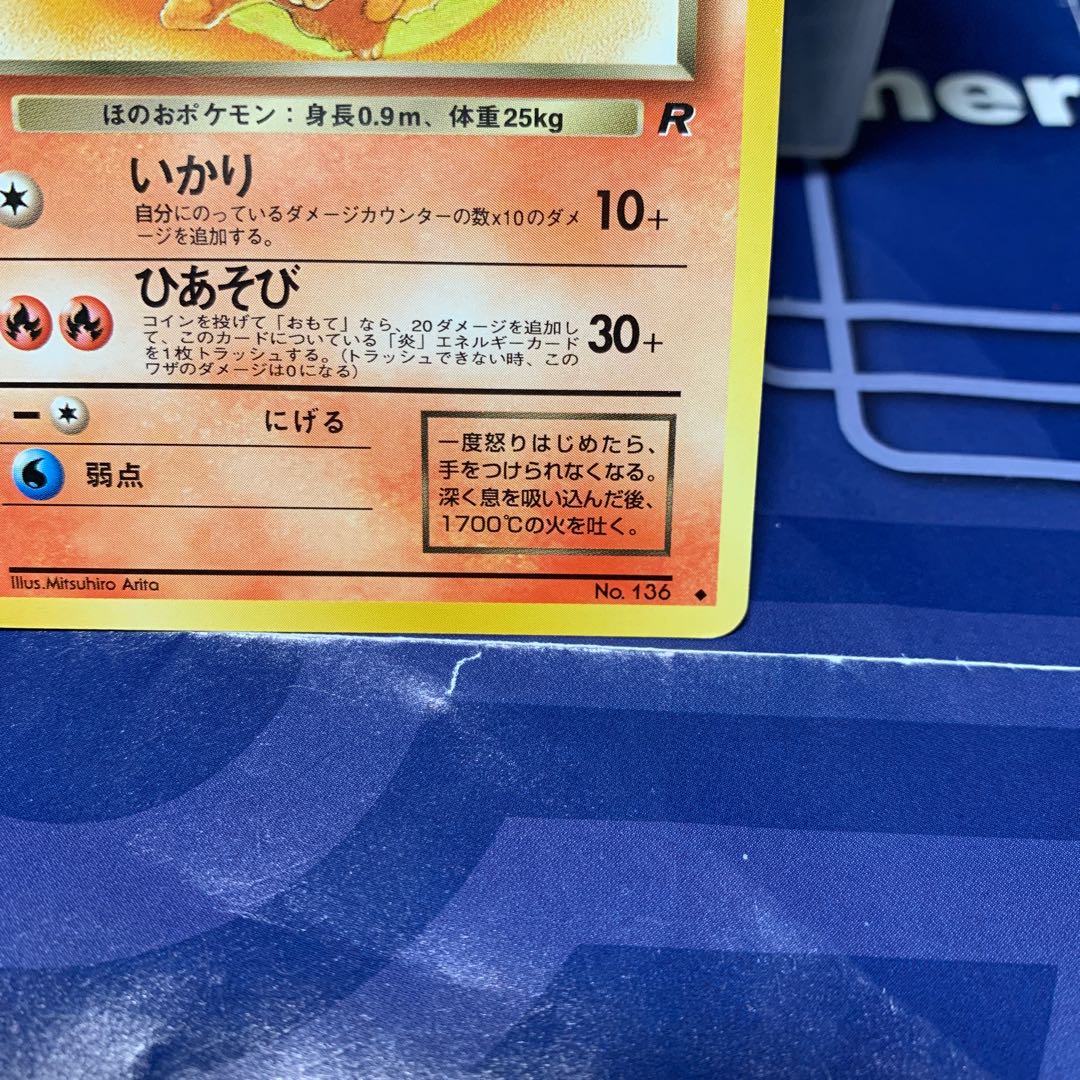 ner
ほのおポケモン：身長0.9m、体重25kg
R
いかり
自分にのっているダメージカウンターの数x10のダメ
ージを追加する。
10+
ひあそび
コインを投げて「おもて」なら、20ダメージを追加し
て、このカードについている「炎」エネルギーカード
を1枚トラッシュする。（トラッシュできない時、この
ワザのダメージは0になる）
30+
ー
にげる
弱点
一度怒りはじめたら、
手をつけられなくなる。
深く息を吸い込んだ後、
1700℃の火を吐く。
Illus.Mitsuhiro Arita
No. 136 ◆